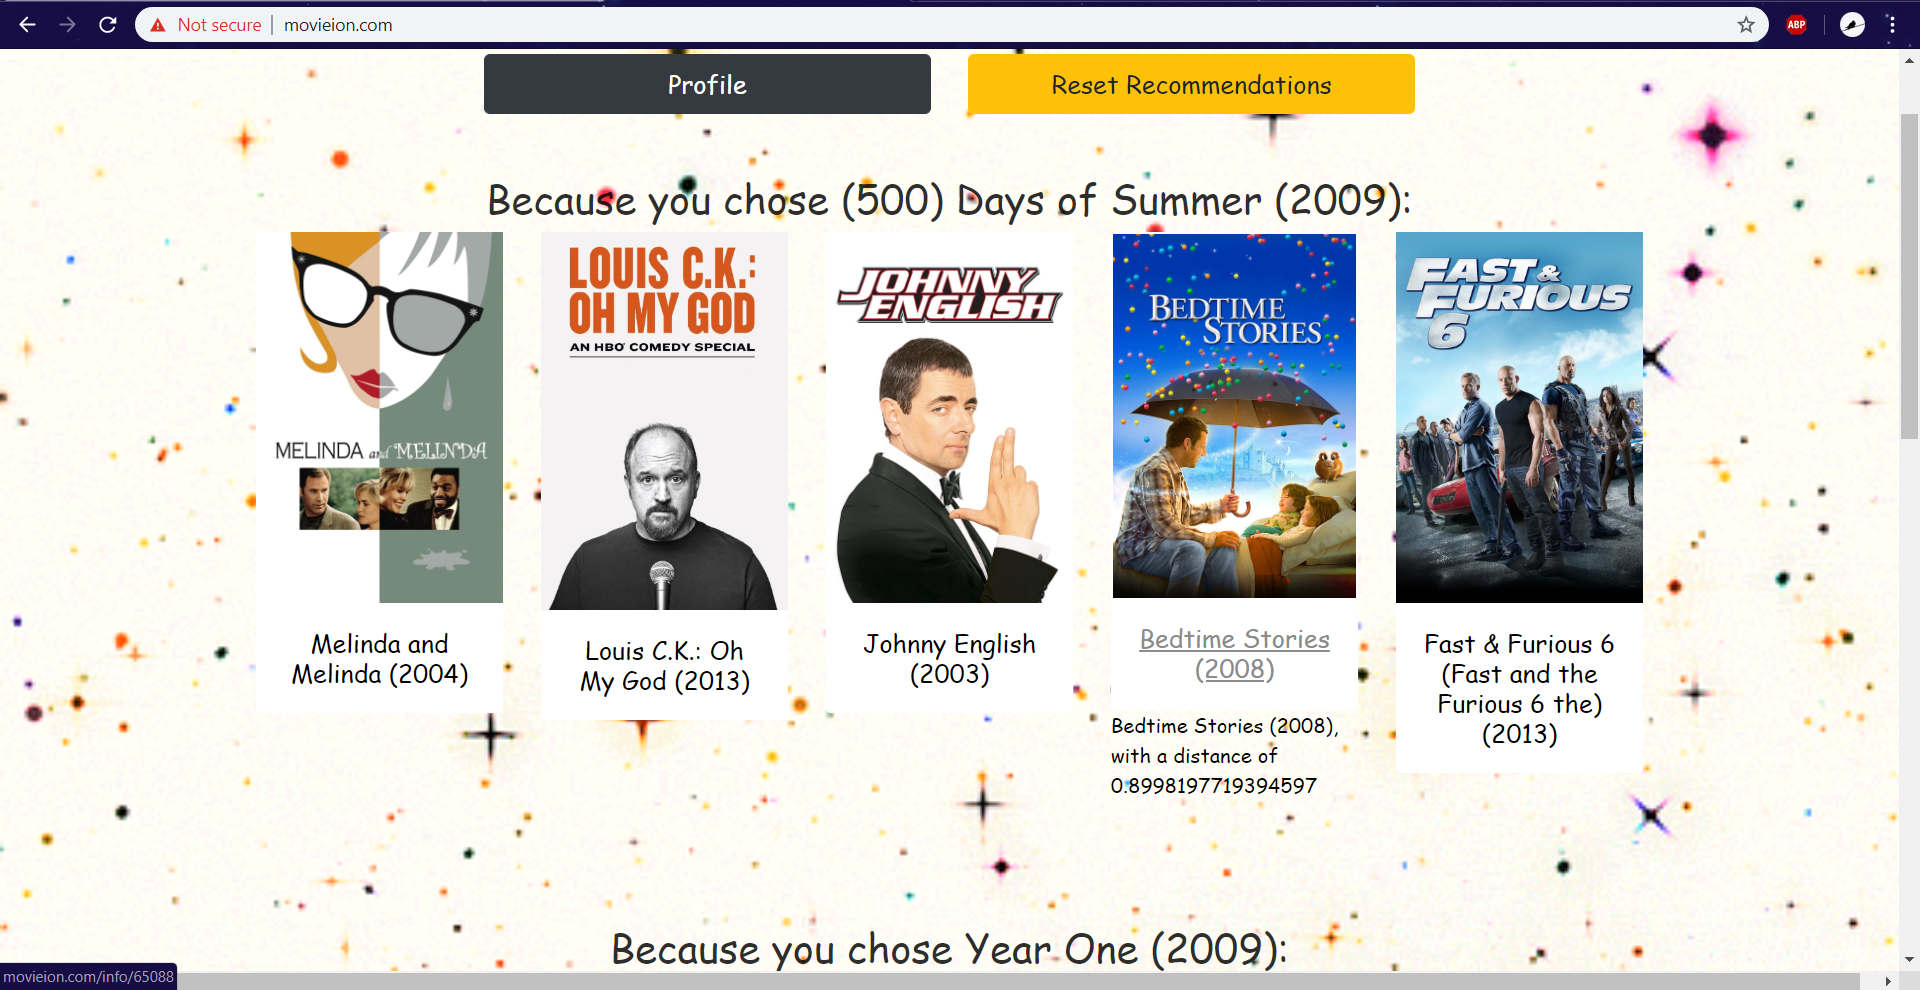 Not secure | movieion.com
ABP
Profile
Reset Recommendations
Because you chose (500) Days of Summer (2009):
MELINDA and MELINDA
LOUIS C.K.:
OH MY GOD
AN HBO COMEDY SPECIAL
JOHNNY
ENGLISH
BEDTIME
STORIES
FAST &
FURIOUS
6
Melinda and
Melinda (2004)
Louis C.K.: Oh
My God (2013)
Johnny English
(2003)
Bedtime Stories
(2008)
Bedtime Stories (2008),
with a distance of
0.8998197719394597
Fast & Furious 6
(Fast and the
Furious 6 the)
(2013)
Because you chose Year One (2009):
movieion.com/info/65088